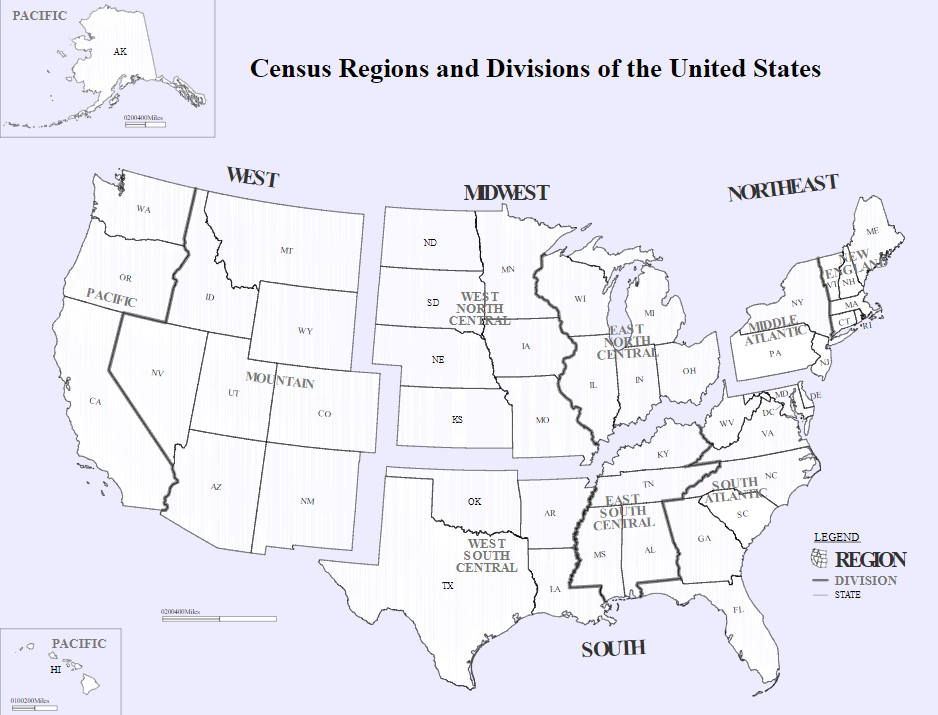 PACIFIC
AK
0200400Miles
Census Regions and Divisions of the United States
WEST
MIDWEST
NORTHEAST
WA
MT
ND
MN
ME
OR
ID
SD
WI
MI
NY
VT
NH
NEW
ENGLAND
PACIFIC
WY
WEST
NORTH
CENTRAL
EAST
NORTH
CENTRAL
MIDDLE
ATLANTIC
MA
CT
RI
NE
IA
PA
NJ
NV
UT
MOUNTAIN
CO
IL
IN
OH
CA
KS
MO
WV
MD
DE
DC
VA
KY
AZ
NM
OK
AR
TN
NC
SOUTH
ATLANTIC
SC
EAST
SOUTH
CENTRAL
WEST
SOUTH
CENTRAL
MS
AL
GA
TX
LA
FL
LEGEND
REGION
DIVISION
STATE
0200400Miles
SOUTH
PACIFIC
HI
0100200Miles